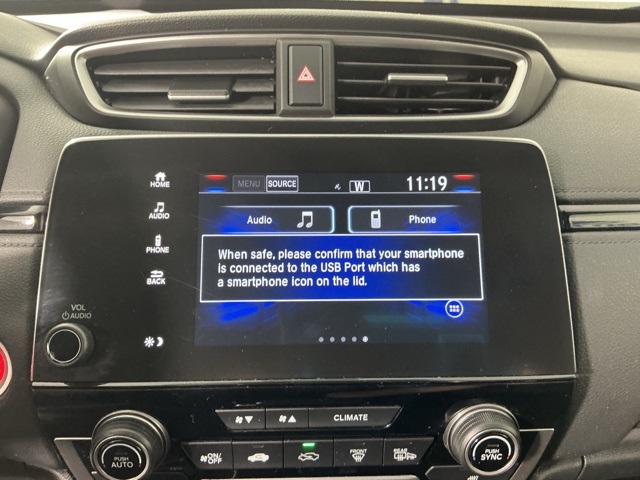 HOME
AUDIO
PHONE
BACK
VOL
AUDIO
MENU SOURCE W 11:19
Audio Phone
When safe, please confirm that your smartphone
is connected to the USB Port which has
a smartphone icon on the lid.
CLIMATE
ON/
OFF
FRONT
REAR
PUSH
AUTO
PUSH
SYNC